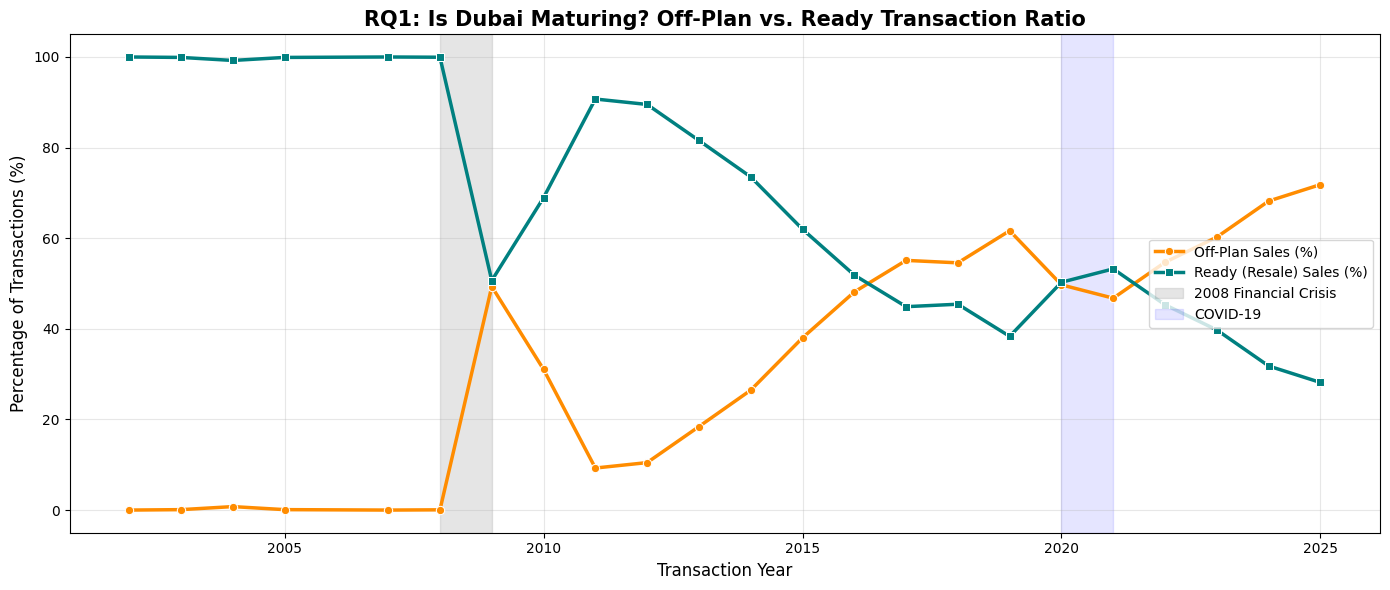 RQ1: Is Dubai Maturing? Off-Plan vs. Ready Transaction Ratio
Percentage of Transactions (%)
100
80
60
40
20
0
Off-Plan Sales (%)
Ready (Resale) Sales (%)
2008 Financial Crisis
COVID-19
2005
2010
2015
2020
2025
Transaction Year